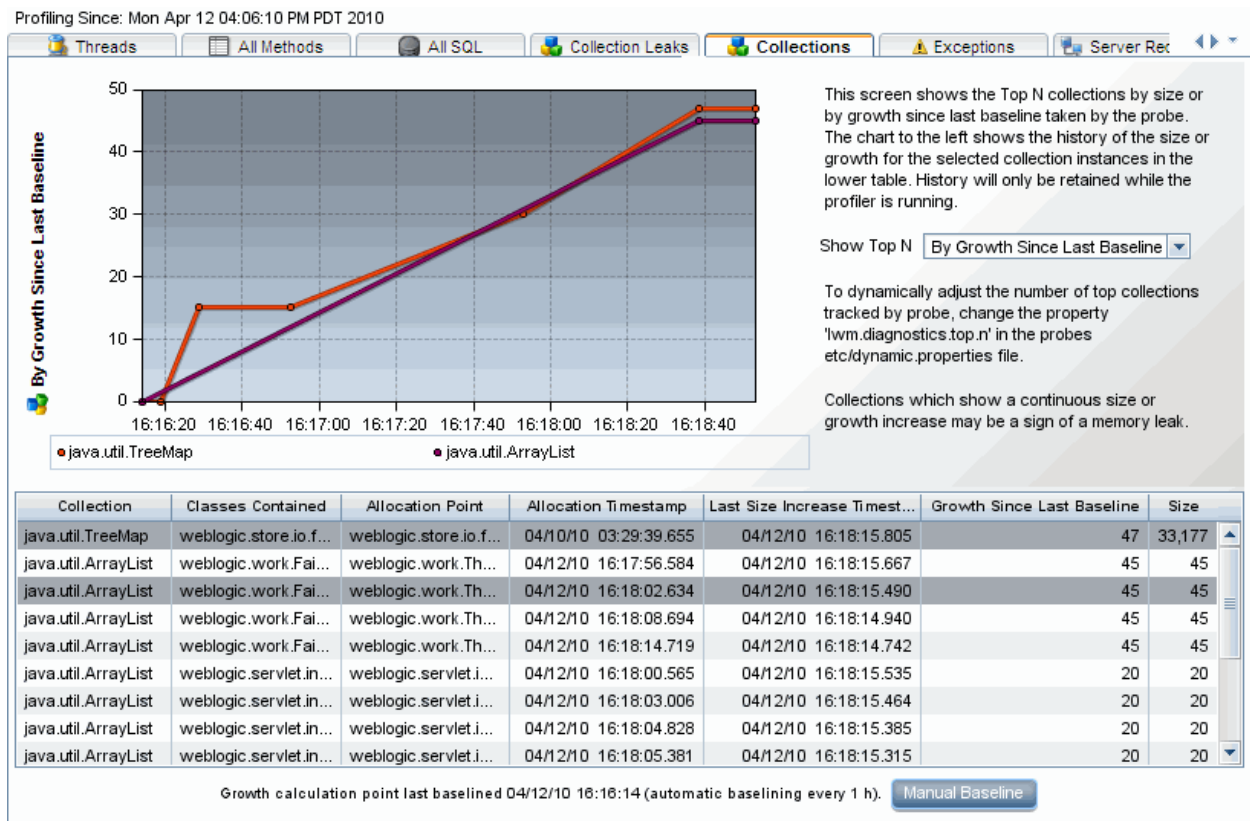 Profiling Since: Mon Apr 12 04:06:10 PM PDT 2010
Threads All Methods All SQL Collection Leaks Collections Exceptions Server Rec
50
40
30
20
10
0
By Growth Since Last Baseline
16:16:20 16:16:40 16:17:00 16:17:20 16:17:40 16:18:00 16:18:20 16:18:40
java.util.TreeMap java.util.ArrayList
This screen shows the Top N collections by size or
by growth since last baseline taken by the probe.
The chart to the left shows the history of the size or
growth for the selected collection instances in the
lower table. History will only be retained while the
profiler is running.
Show Top N By Growth Since Last Baseline
To dynamically adjust the number of top collections
tracked by probe, change the property
'lwm.diagnostics.top.n' in the probes
etc/dynamic.properties file.
Collections which show a continuous size or
growth increase may be a sign of a memory leak.
Collection Classes Contained Allocation Point Allocation Timestamp Last Size Increase Timest... Growth Since Last Baseline Size
java.util.TreeMap weblogic.store.io.f... weblogic.store.io.f... 04/10/10 03:29:39.655 04/12/10 16:18:15.805 47 33,177
java.util.ArrayList weblogic.work.Fai... weblogic.work.Th... 04/12/10 16:17:56.584 04/12/10 16:18:15.667 45 45
java.util.ArrayList weblogic.work.Fai... weblogic.work.Th... 04/12/10 16:18:02.634 04/12/10 16:18:15.490 45 45
java.util.ArrayList weblogic.work.Fai... weblogic.work.Th... 04/12/10 16:18:08.694 04/12/10 16:18:14.940 45 45
java.util.ArrayList weblogic.work.Fai... weblogic.work.Th... 04/12/10 16:18:14.719 04/12/10 16:18:14.742 45 45
java.util.ArrayList weblogic.servlet.in... weblogic.servlet.i... 04/12/10 16:18:00.565 04/12/10 16:18:15.535 20 20
java.util.ArrayList weblogic.servlet.in... weblogic.servlet.i... 04/12/10 16:18:03.006 04/12/10 16:18:15.464 20 20
java.util.ArrayList weblogic.servlet.in... weblogic.servlet.i... 04/12/10 16:18:04.828 04/12/10 16:18:15.385 20 20
java.util.ArrayList weblogic.servlet.in... weblogic.servlet.i... 04/12/10 16:18:05.381 04/12/10 16:18:15.315 20 20
Growth calculation point last baselined 04/12/10 16:16:14 (automatic baselining every 1 h). Manual Baseline